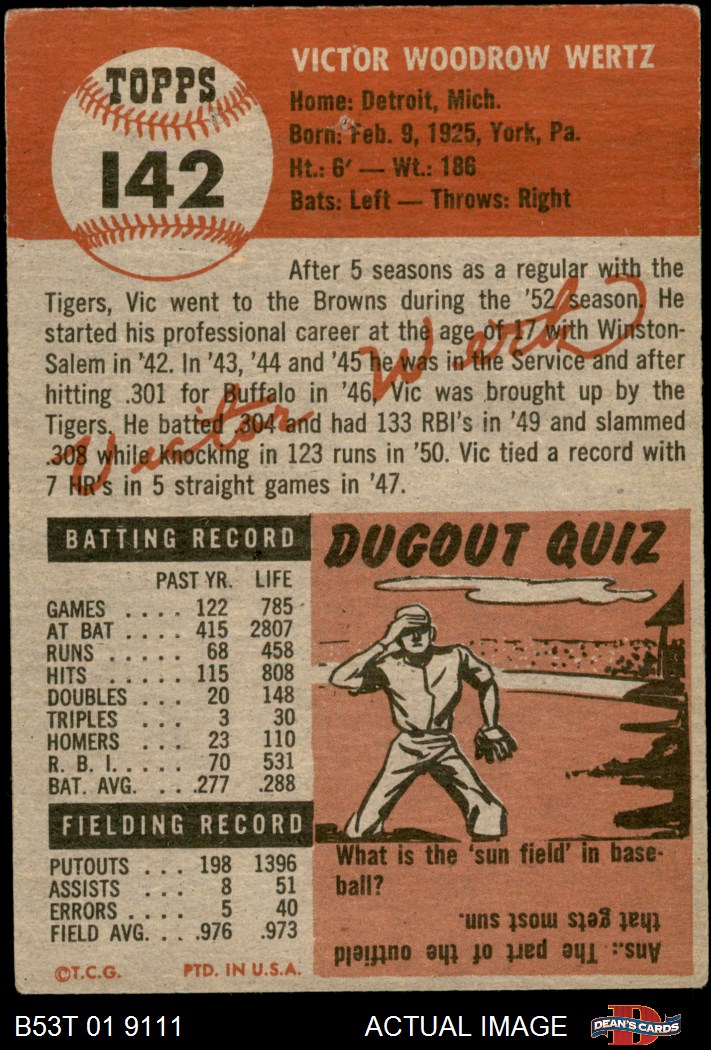 TOPPS
142
VICTOR WOODROW WERTZ
Home: Detroit, Mich.
Born: Feb. 9, 1925, York, Pa.
Ht.: 6' — Wt.: 186
Bats: Left — Throws: Right
After 5 seasons as a regular with the
Tigers, Vic went to the Browns during the '52 season. He
started his professional career at the age of 17 with Winston-
Salem in '42. In '43, '44 and '45 he was in the Service and after
hitting .301 for Buffalo in '46, Vic was brought up by the
Tigers. He batted .304 and had 133 RBI's in '49 and slammed
.308 while knocking in 123 runs in '50. Vic tied a record with
7 HR's in 5 straight games in '47.
Victor Wertz
BATTING RECORD
PAST YR. LIFE
GAMES .... 122 785
AT BAT .... 415 2807
RUNS ..... 68 458
HITS ..... 115 808
DOUBLES ... 20 148
TRIPLES ... 3 30
HOMERS ... 23 110
R. B. I. .... 70 531
BAT. AVG. ... .277 .288
FIELDING RECORD
PUTOUTS ... 198 1396
ASSISTS ... 8 51
ERRORS .... 5 40
FIELD AVG. .. .976 .973
©T.C.G. PTD. IN U.S.A.
DUGOUT QUIZ
What is the 'sun field' in base-
ball?
Ans.: The part of the outfield
that gets most sun.
B53T 01 9111 ACTUAL IMAGE
D
DEAN'S CARDS